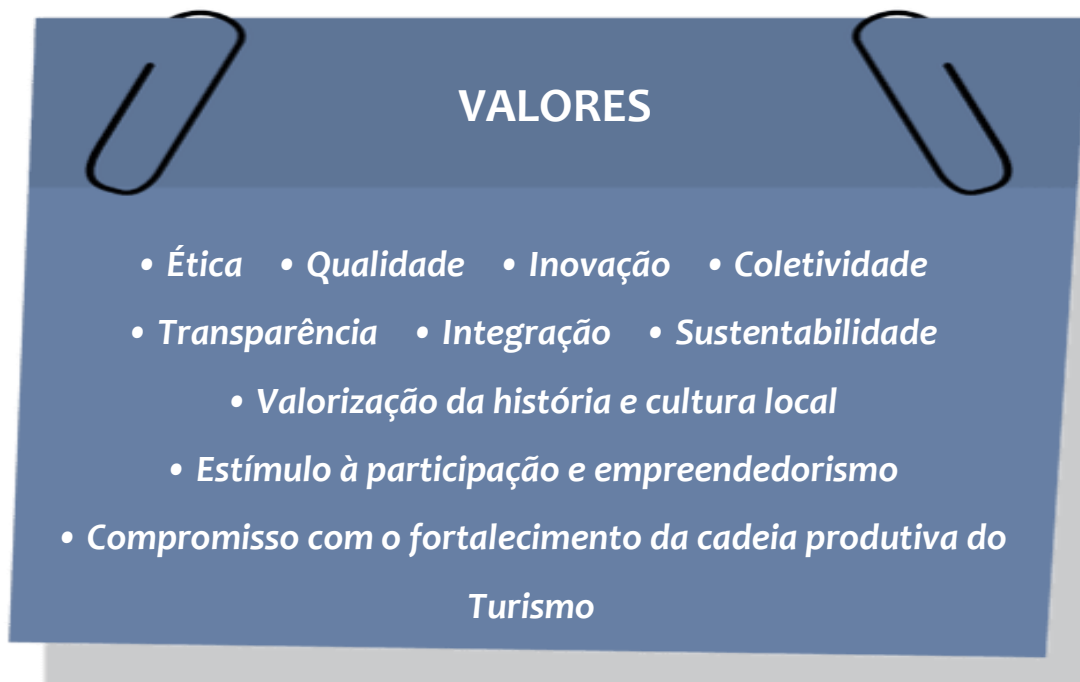 VALORES
• Ética • Qualidade • Inovação • Coletividade
• Transparência • Integração • Sustentabilidade
• Valorização da história e cultura local
• Estímulo à participação e empreendedorismo
• Compromisso com o fortalecimento da cadeia produtiva do
Turismo